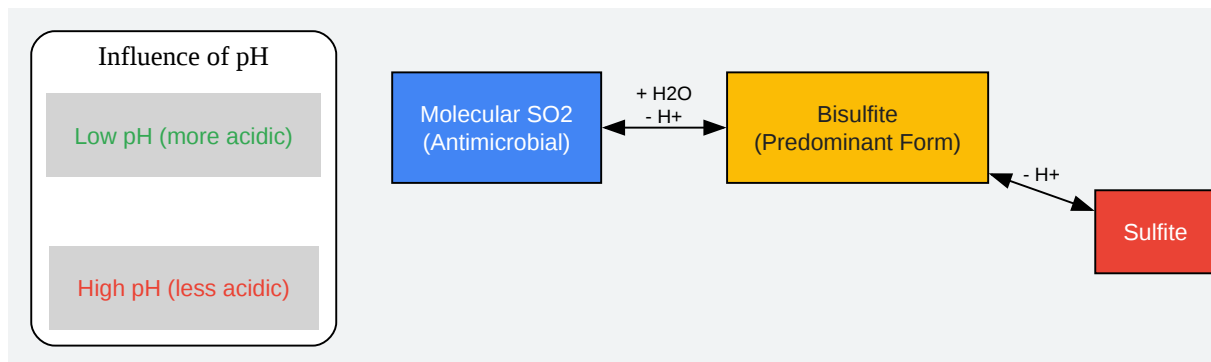 Influence of pH
Low pH (more acidic)
High pH (less acidic)
Molecular SO2
(Antimicrobial)
+ H2O
- H+
Bisulfite
(Predominant Form)
- H+
Sulfite